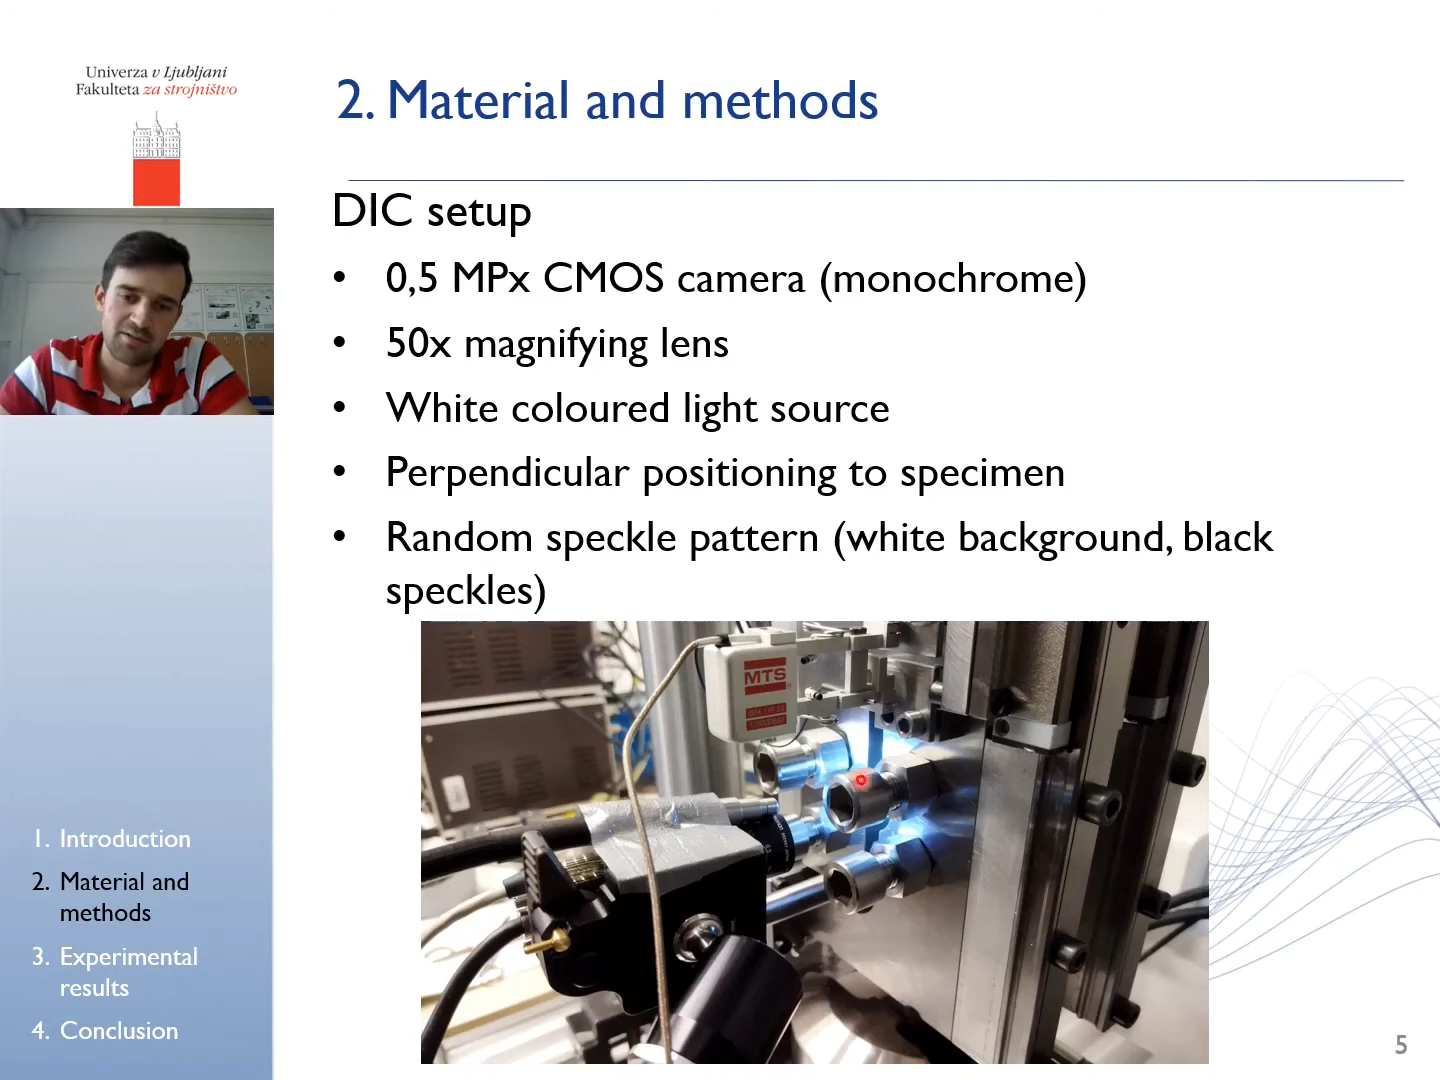 Univerza v Ljubljani
Fakulteta za strojništvo
2. Material and methods
DIC setup
• 0,5 MPx CMOS camera (monochrome)
• 50x magnifying lens
• White coloured light source
• Perpendicular positioning to specimen
• Random speckle pattern (white background, black
speckles)
MTS
1. Introduction
2. Material and
methods
3. Experimental
results
4. Conclusion
5